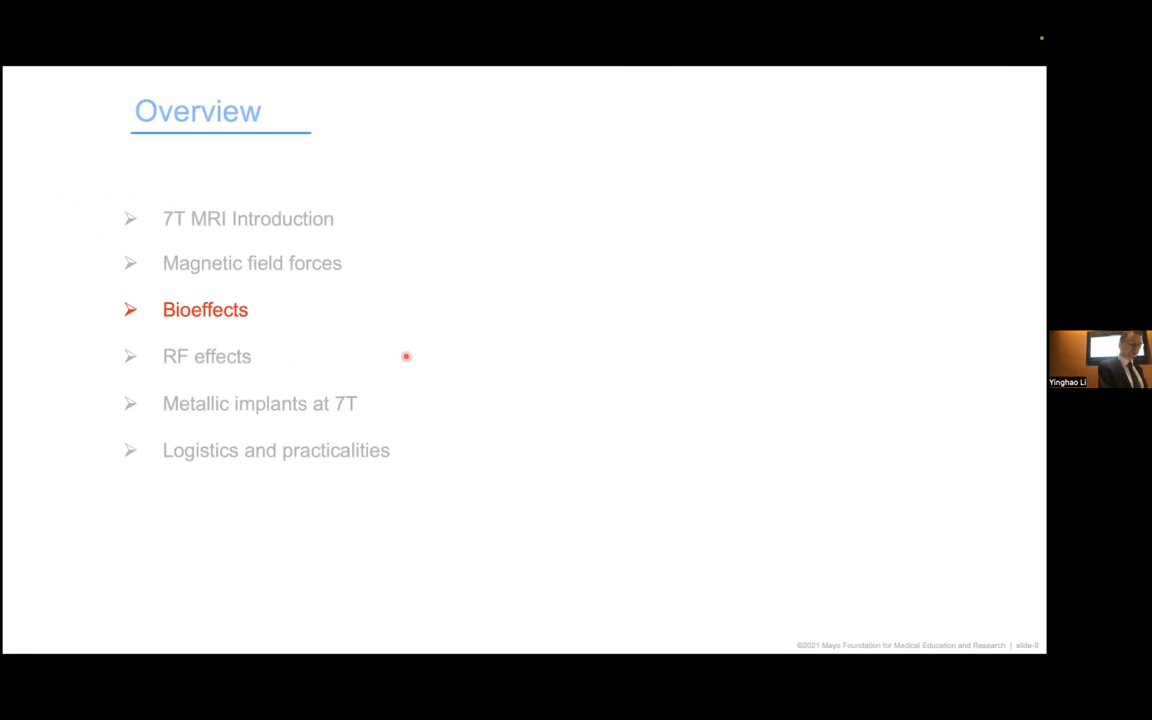 Overview
7T MRI Introduction
Magnetic field forces
Bioeffects
RF effects
Metallic implants at 7T
Logistics and practicalities
Yinghao Li
©2021 Mayo Foundation for Medical Education and Research | slide-9